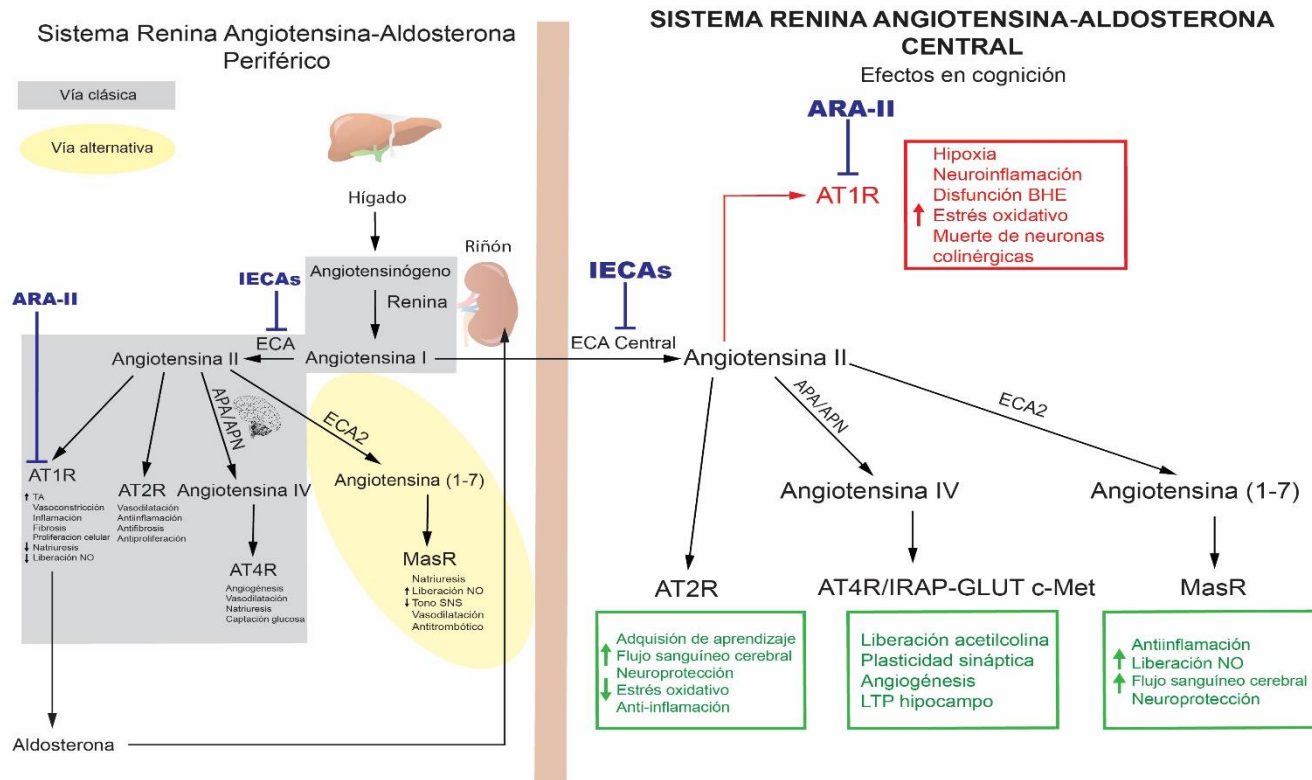 Sistema Renina Angiotensina-Aldosterona
Periférico
Vía clásica
Vía alternativa
Hígado
Riñón
Angiotensinógeno
Renina
IECAs
ARA-II
ECA
Angiotensina II
Angiotensina I
APA/APN
ECA2
AT1R
↑ TA
Vasoconstricción
Inflamación
Fibrosis
Proliferacion celular
↓ Natriuresis
↓ Liberación NO
AT2R
Vasodilatación
Antiinflamación
Antifibrosis
Antiproliferación
Angiotensina IV
AT4R
Angiogénesis
Vasodilatación
Natriuresis
Captación glucosa
Angiotensina (1-7)
MasR
Natriuresis
↑ Liberación NO
↓ Tono SNS
Vasodilatación
Antitrombótico
Aldosterona
SISTEMA RENINA ANGIOTENSINA-ALDOSTERONA
CENTRAL
Efectos en cognición
ARA-II
AT1R
Hipoxia
Neuroinflamación
Disfunción BHE
↑ Estrés oxidativo
Muerte de neuronas
colinérgicas
IECAs
ECA Central
Angiotensina II
APA/APN
ECA2
Angiotensina IV
Angiotensina (1-7)
AT2R
AT4R/IRAP-GLUT c-Met
MasR
Adquisición de aprendizaje
↑ Flujo sanguíneo cerebral
Neuroprotección
↓ Estrés oxidativo
Anti-inflamación
Liberación acetilcolina
Plasticidad sináptica
Angiogénesis
LTP hipocampo
Antiinflamación
↑ Liberación NO
↑ Flujo sanguíneo cerebral
Neuroprotección